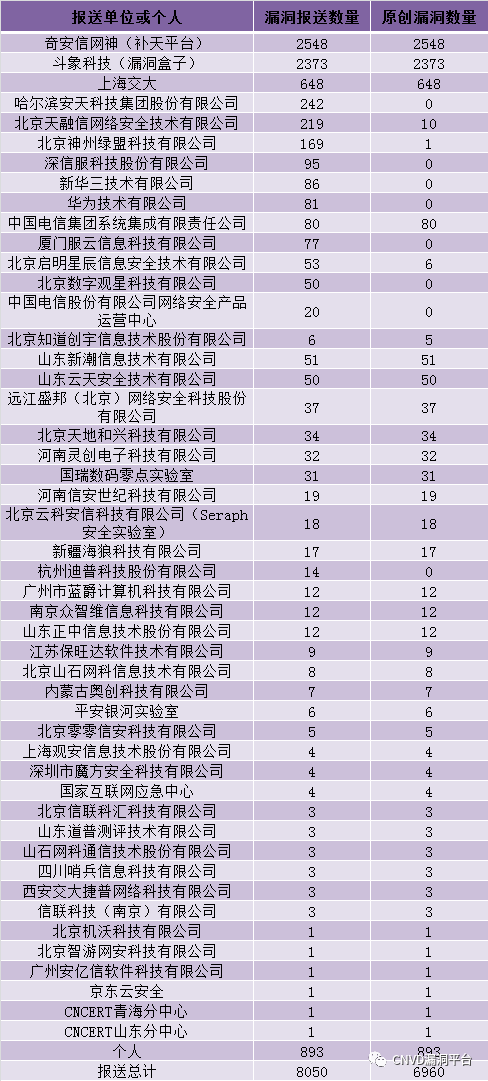 报送单位或个人 漏洞报送数量 原创漏洞数量
奇安信网神（补天平台） 2548 2548
斗象科技（漏洞盒子） 2373 2373
上海交大 648 648
哈尔滨安天科技集团股份有限公司 242 0
北京天融信网络安全技术有限公司 219 10
北京神州绿盟科技有限公司 169 1
深信服科技股份有限公司 95 0
新华三技术有限公司 86 0
华为技术有限公司 81 0
中国电信集团系统集成有限责任公司 80 80
厦门服云信息科技有限公司 77 0
北京启明星辰信息安全技术有限公司 53 6
北京数字观星科技有限公司 50 0
中国电信股份有限公司网络安全产品
运营中心 20 0
北京知道创宇信息技术股份有限公司 6 5
山东新潮信息技术有限公司 51 51
山东云天安全技术有限公司 50 50
远江盛邦（北京）网络安全科技股份
有限公司 37 37
北京天地和兴科技有限公司 34 34
河南灵创电子科技有限公司 32 32
国瑞数码零点实验室 31 31
河南信安世纪科技有限公司 19 19
北京云科安信科技有限公司（Seraph
安全实验室） 18 18
新疆海狼科技有限公司 17 17
杭州迪普科技股份有限公司 14 0
广州市蓝爵计算机科技有限公司 12 12
南京众智维信息科技有限公司 12 12
山东正中信息技术股份有限公司 12 12
江苏保旺达软件技术有限公司 9 9
北京山石网科信息技术有限公司 8 8
内蒙古奥创科技有限公司 7 7
平安银河实验室 6 6
北京零零信安科技有限公司 5 5
上海观安信息技术股份有限公司 4 4
深圳市魔方安全科技有限公司 4 4
国家互联网应急中心 4 4
北京信联科汇科技有限公司 3 3
山东道普测评技术有限公司 3 3
山石网科通信技术股份有限公司 3 3
四川哨兵信息科技有限公司 3 3
西安交大捷普网络科技有限公司 3 3
信联科技（南京）有限公司 3 3
北京机沃科技有限公司 1 1
北京智游网安科技有限公司 1 1
广州安亿信软件科技有限公司 1 1
京东云安全 1 1
CNCERT青海分中心 1 1
CNCERT山东分中心 1 1
个人 893 893
报送总计 8050 6960
CNVD漏洞平台